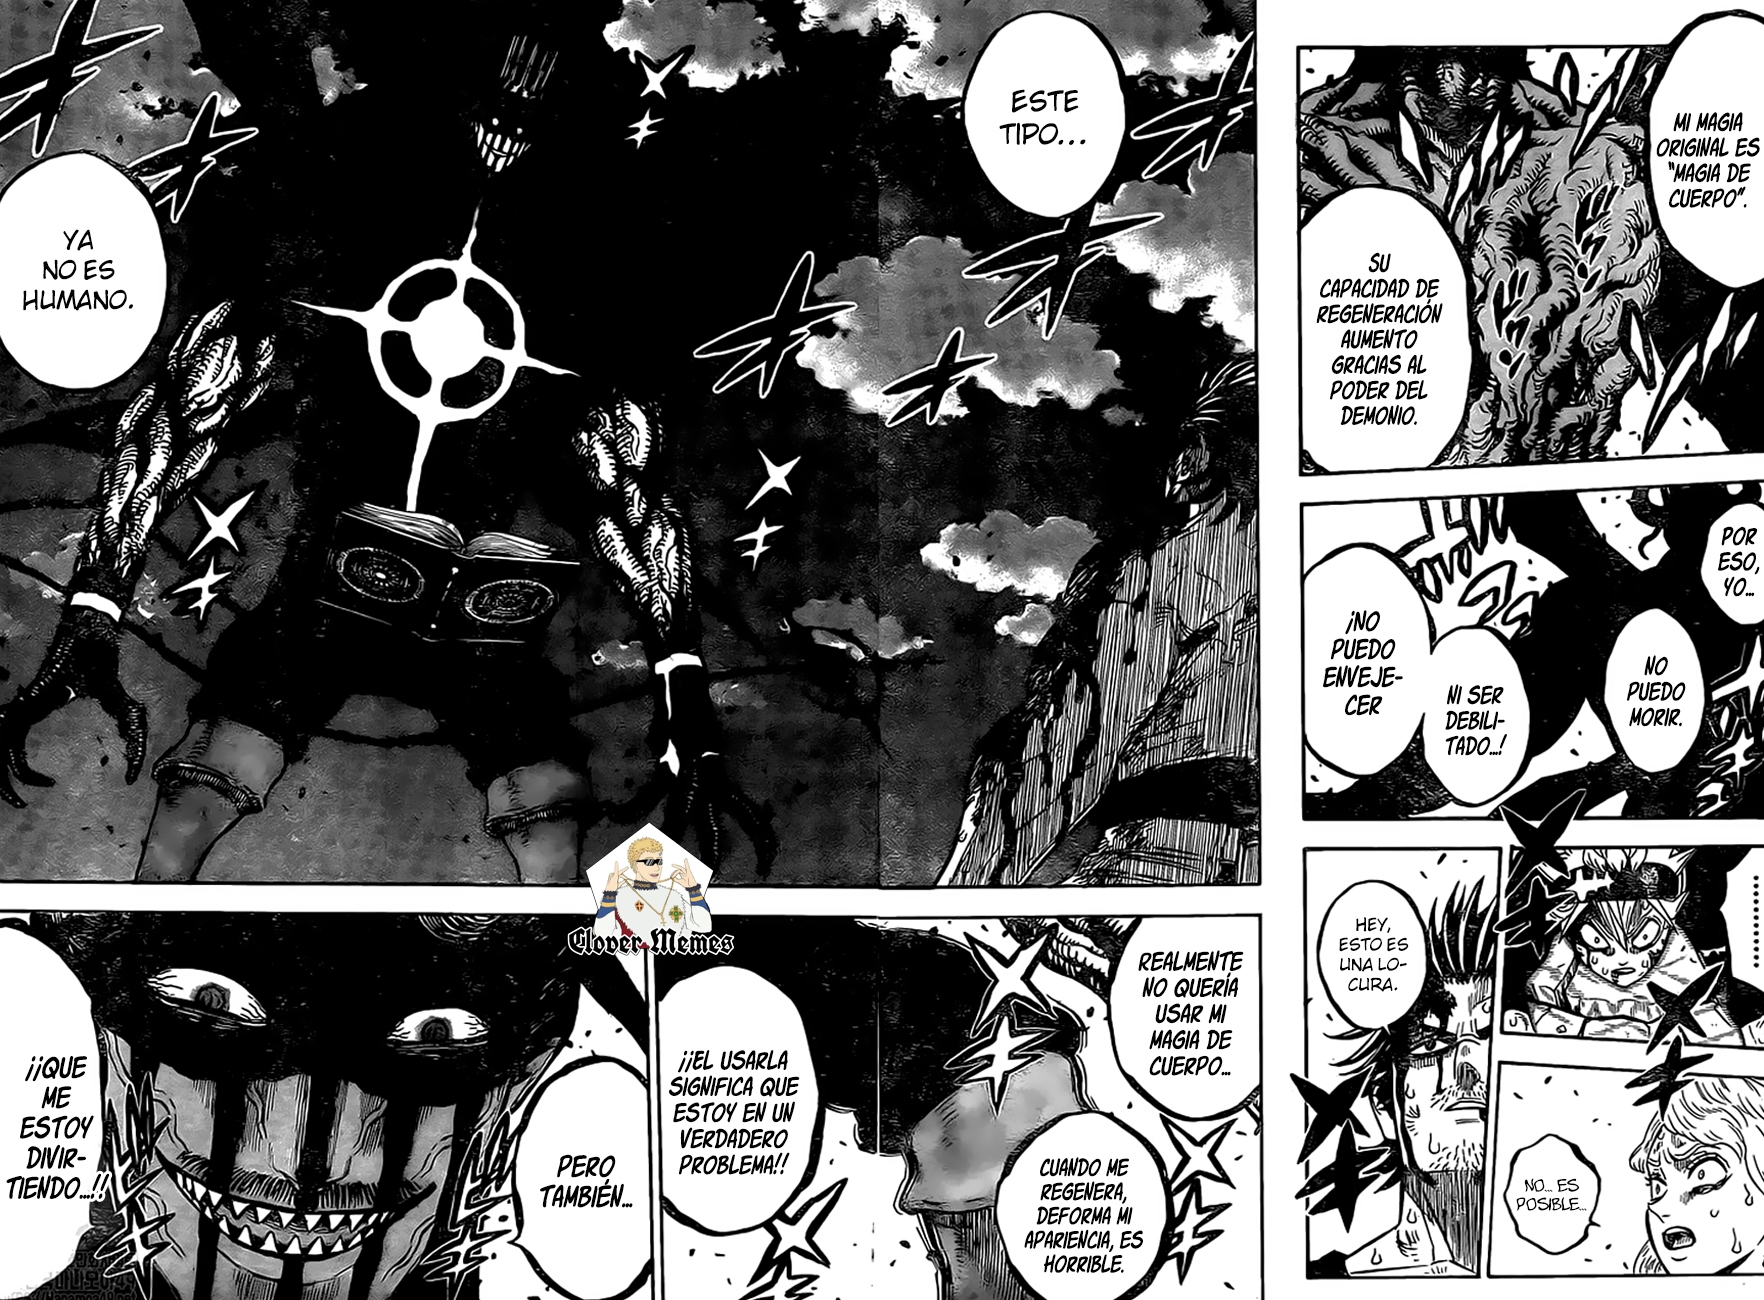 MI MAGIA
ORIGINAL ES
"MAGIA DE
CUERPO".
SU
CAPACIDAD DE
REGENERACIÓN
AUMENTO
GRACIAS AL
PODER DEL
DEMONIO.
POR
ESO,
YO...
NO
PUEDO
MORIR.
¡NO
PUEDO
ENVEJE-
CER
NI SER
DEBILI-
TADO...!
HEY,
ESTO ES
UNA LO-
CURA.
NO... ES
POSIBLE...
ESTE
TIPO...
YA
NO ES
HUMANO.
REALMENTE
NO QUERÍA
USAR MI
MAGIA DE
CUERPO...
CUANDO ME
REGENERA,
DEFORMA MI
APARIENCIA, ES
HORRIBLE.
¡¡EL USARLA
SIGNIFICA QUE
ESTOY EN UN
VERDADERO
PROBLEMA!!
PERO
TAMBIÉN...
¡¡QUE
ME
ESTOY
DIVIR-
TIENDO...!!
Clover Memes